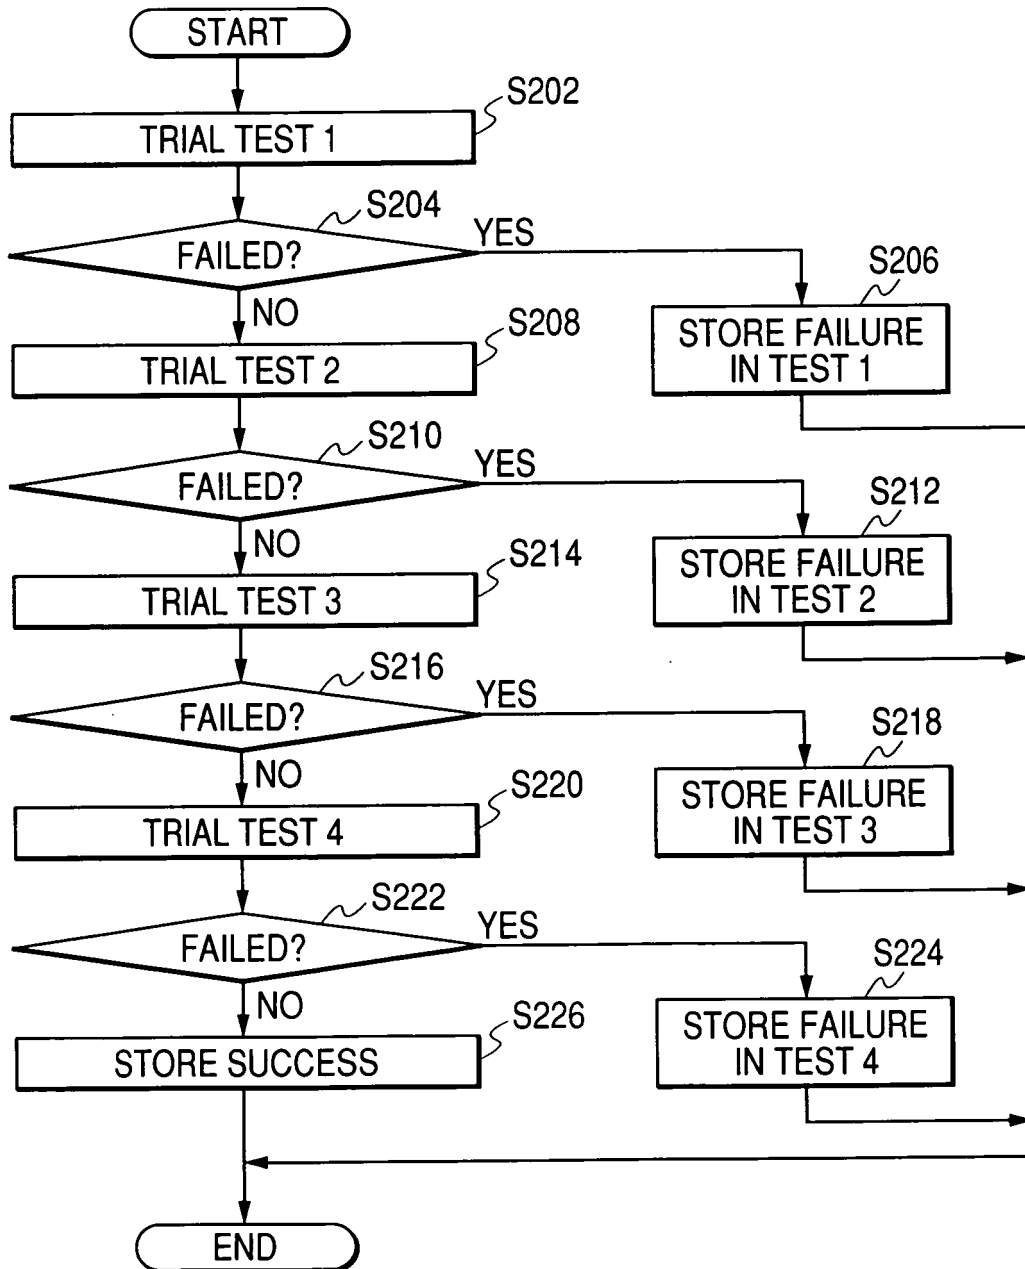 START
S202
TRIAL TEST 1
S204
FAILED?
YES
S206
STORE FAILURE
IN TEST 1
NO
S208
TRIAL TEST 2
S210
FAILED?
YES
S212
STORE FAILURE
IN TEST 2
NO
S214
TRIAL TEST 3
S216
FAILED?
YES
S218
STORE FAILURE
IN TEST 3
NO
S220
TRIAL TEST 4
S222
FAILED?
YES
S224
STORE FAILURE
IN TEST 4
NO
S226
STORE SUCCESS
END